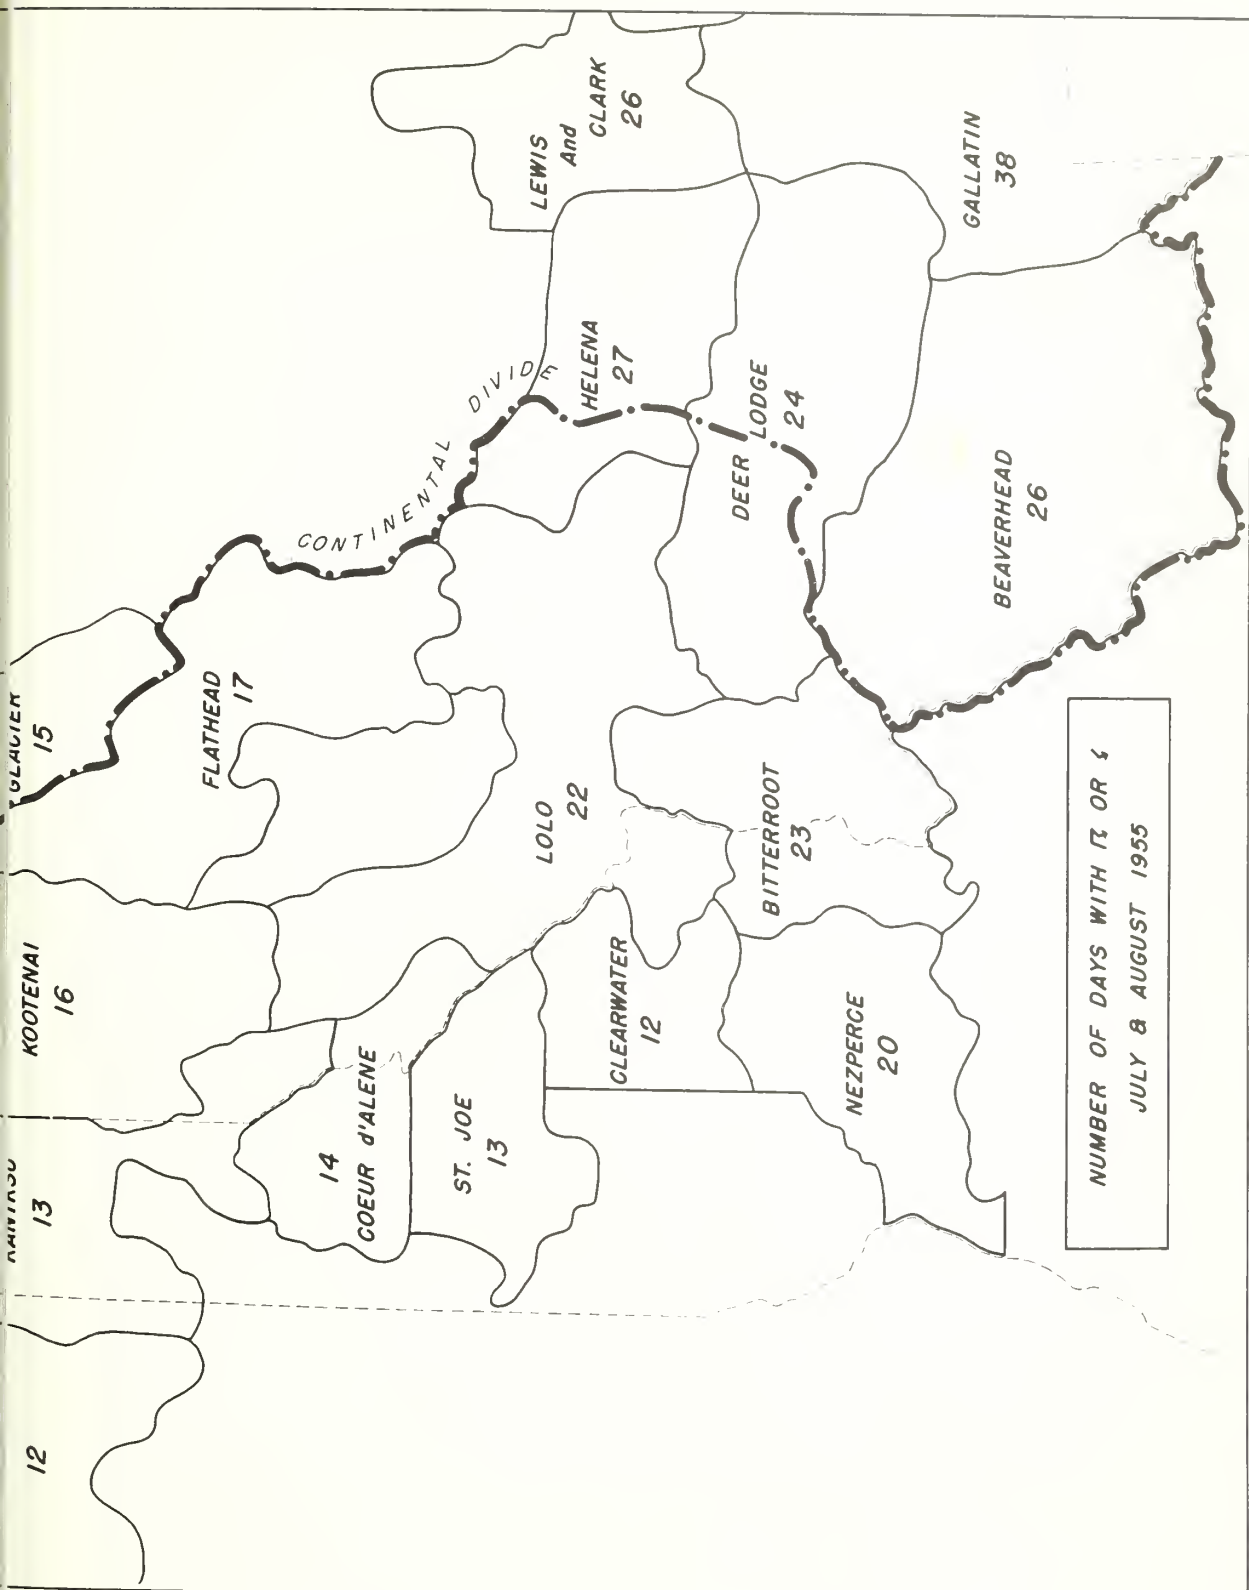 12
13
KOOTENAI
16
GLACIER
15
FLATHEAD
17
CONTINENTAL DIVIDE
14
COEUR d'ALENE
ST. JOE
13
LOLO
22
CLEARWATER
12
HELENA
27
LEWIS
And
CLARK
26
BITTERROOT
23
DEER LODGE
24
NEZPERCE
20
BEAVERHEAD
26
GALLATIN
38
NUMBER OF DAYS WITH OR
JULY & AUGUST 1955